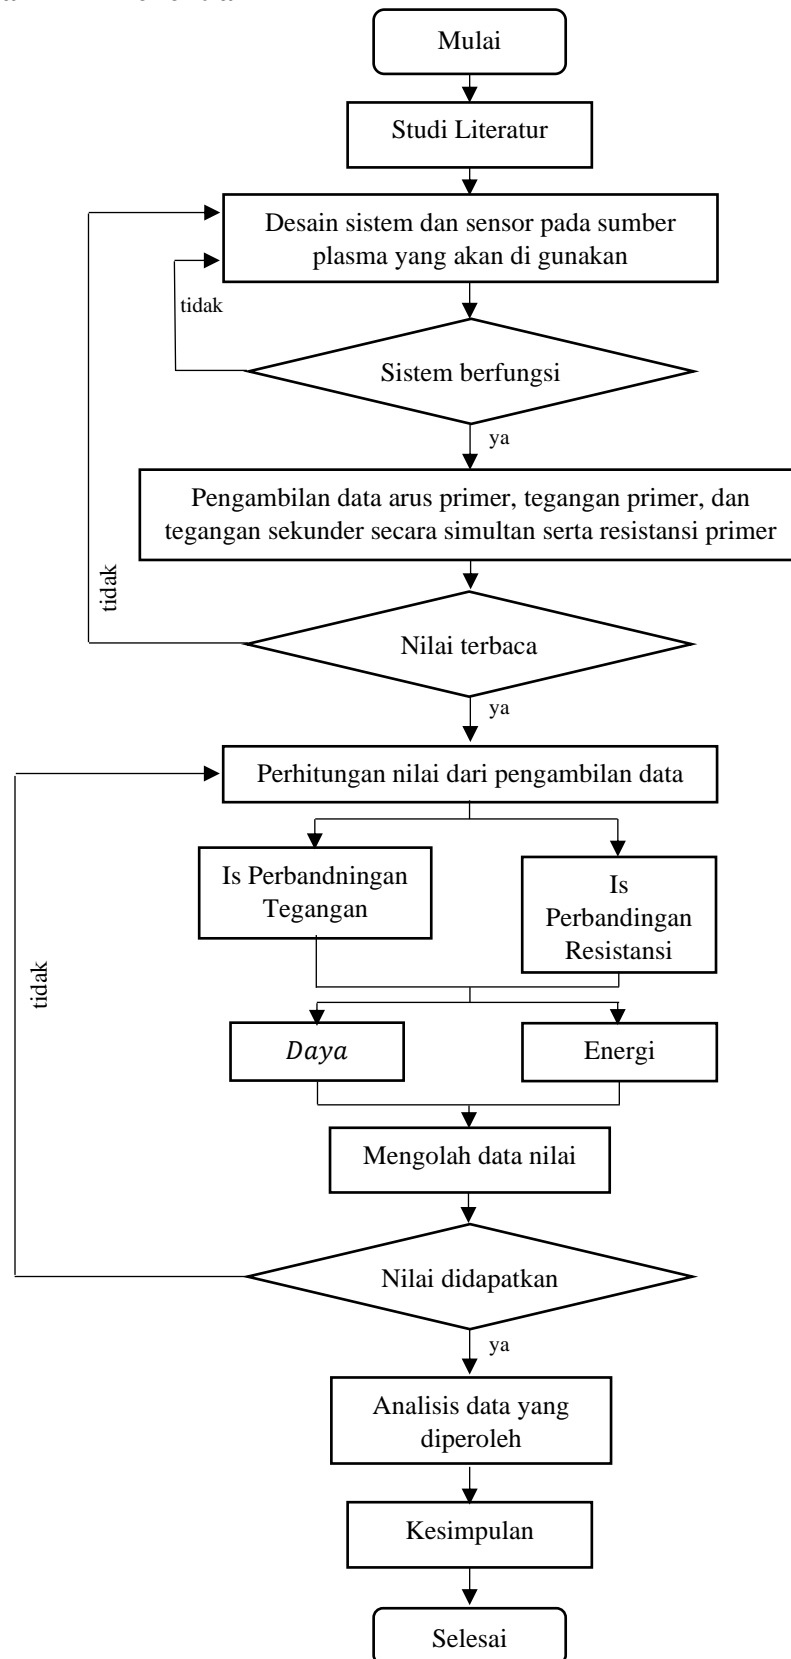 Mulai
Studi Literatur
Desain sistem dan sensor pada sumber
plasma yang akan di gunakan
tidak
Sistem berfungsi
ya
Pengambilan data arus primer, tegangan primer, dan
tegangan sekunder secara simultan serta resistansi primer
tidak
Nilai terbaca
ya
Perhitungan nilai dari pengambilan data
Is Perbandningan
Tegangan
Is
Perbandingan
Resistansi
tidak
Daya
Energi
Mengolah data nilai
Nilai didapatkan
ya
Analisis data yang
diperoleh
Kesimpulan
Selesai